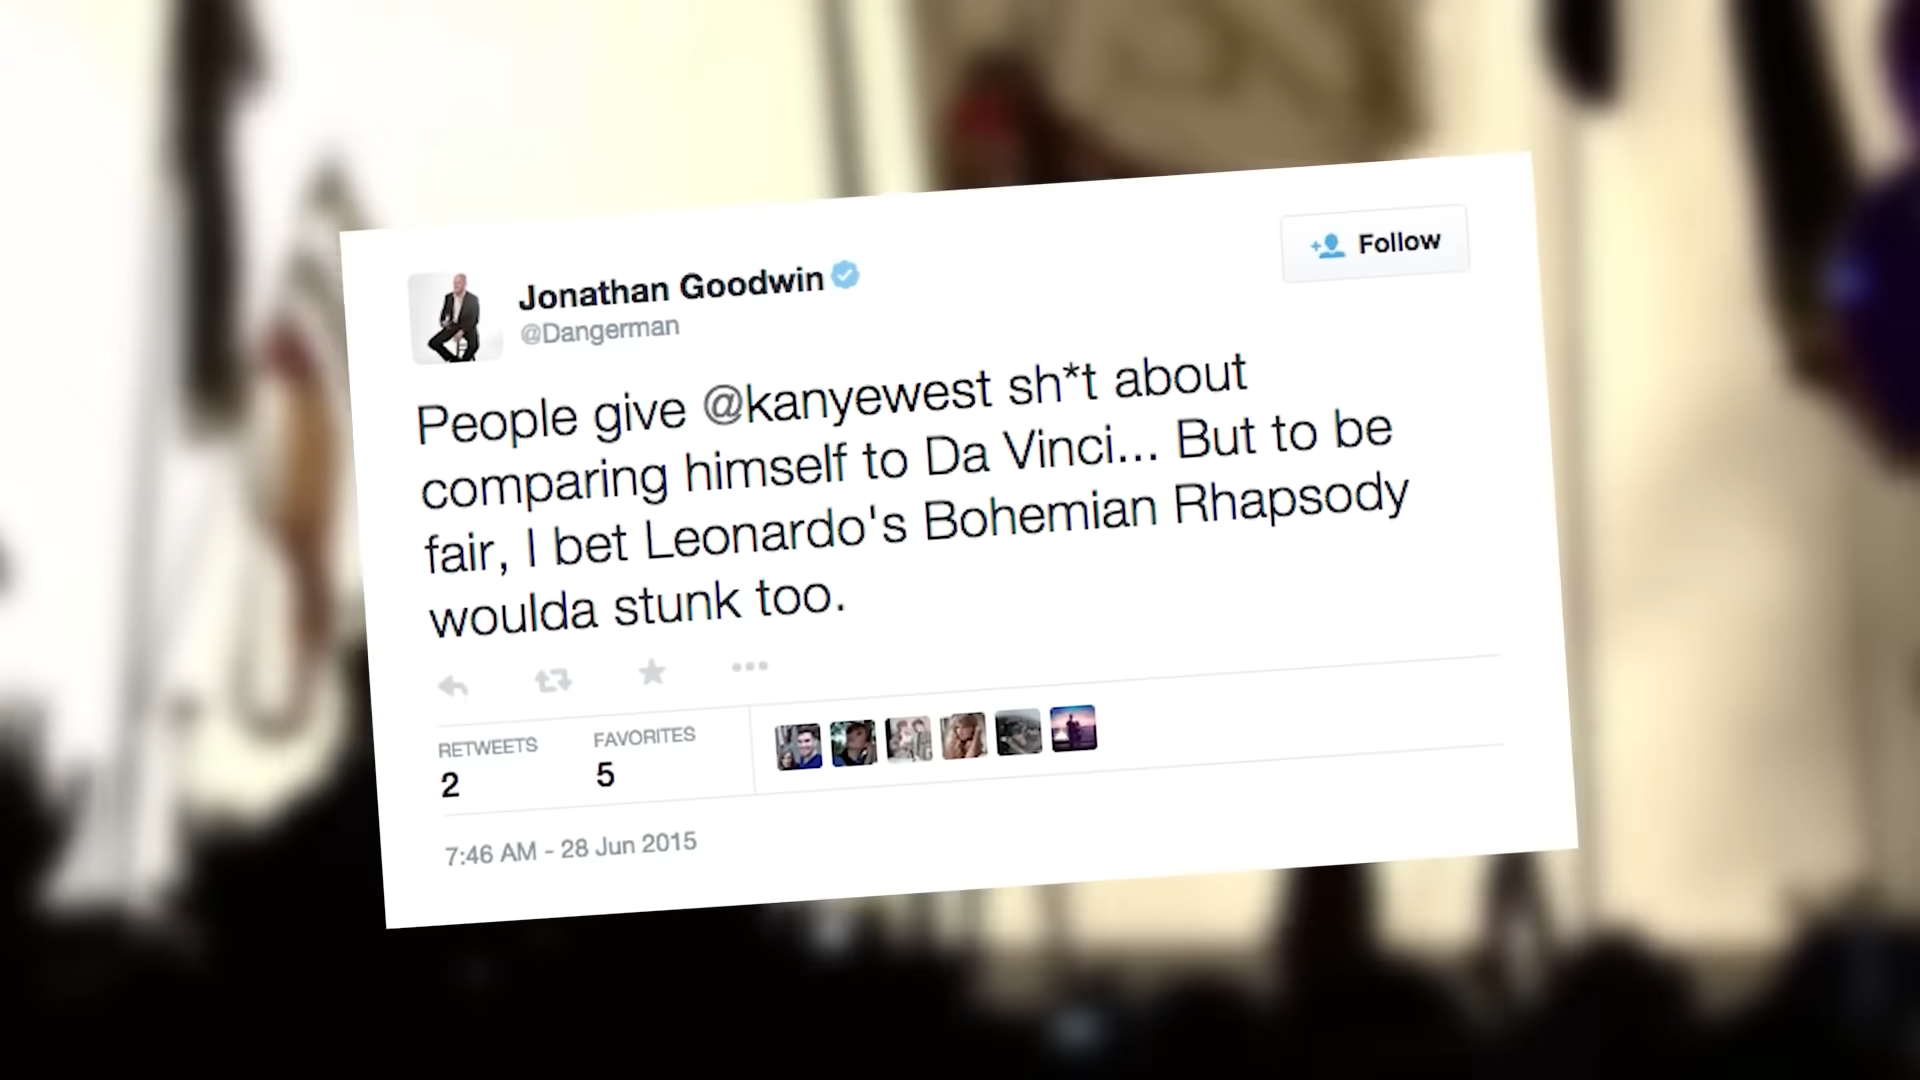 Jonathan Goodwin
@Dangerman
Follow
People give @kanyewest sh*t about
comparing himself to Da Vinci... But to be
fair, I bet Leonardo's Bohemian Rhapsody
woulda stunk too.
RETWEETS
2
FAVORITES
5
7:46 AM - 28 Jun 2015